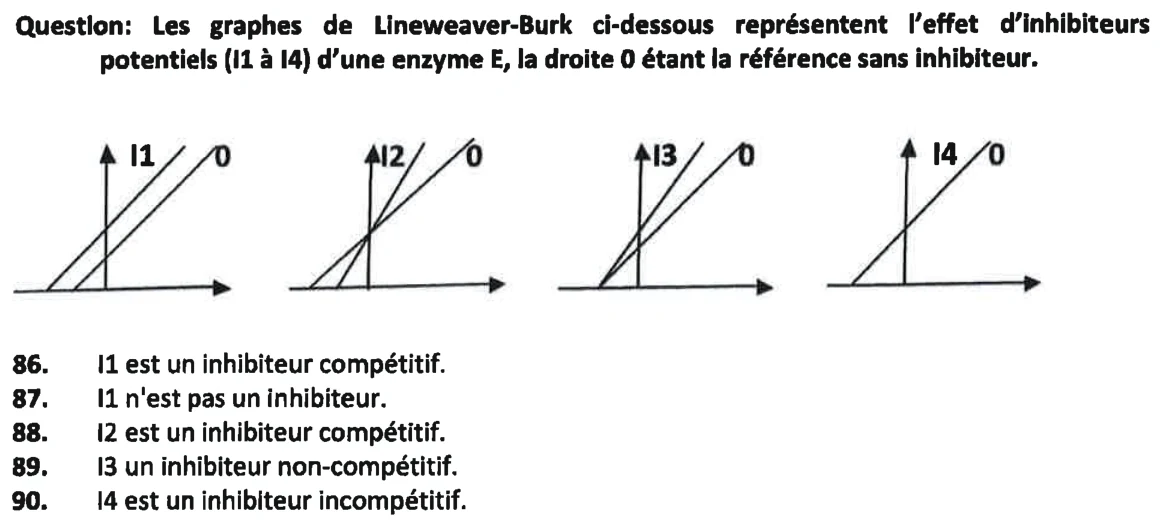 Question: Les graphes de Lineweaver-Burk ci-dessous représentent l'effet d'inhibiteurs
potentiels (I1 à I4) d'une enzyme E, la droite 0 étant la référence sans inhibiteur.
I1 0 I2 0 I3 0 I4 0
86. I1 est un inhibiteur compétitif.
87. I1 n'est pas un inhibiteur.
88. I2 est un inhibiteur compétitif.
89. I3 un inhibiteur non-compétitif.
90. I4 est un inhibiteur incompétitif.